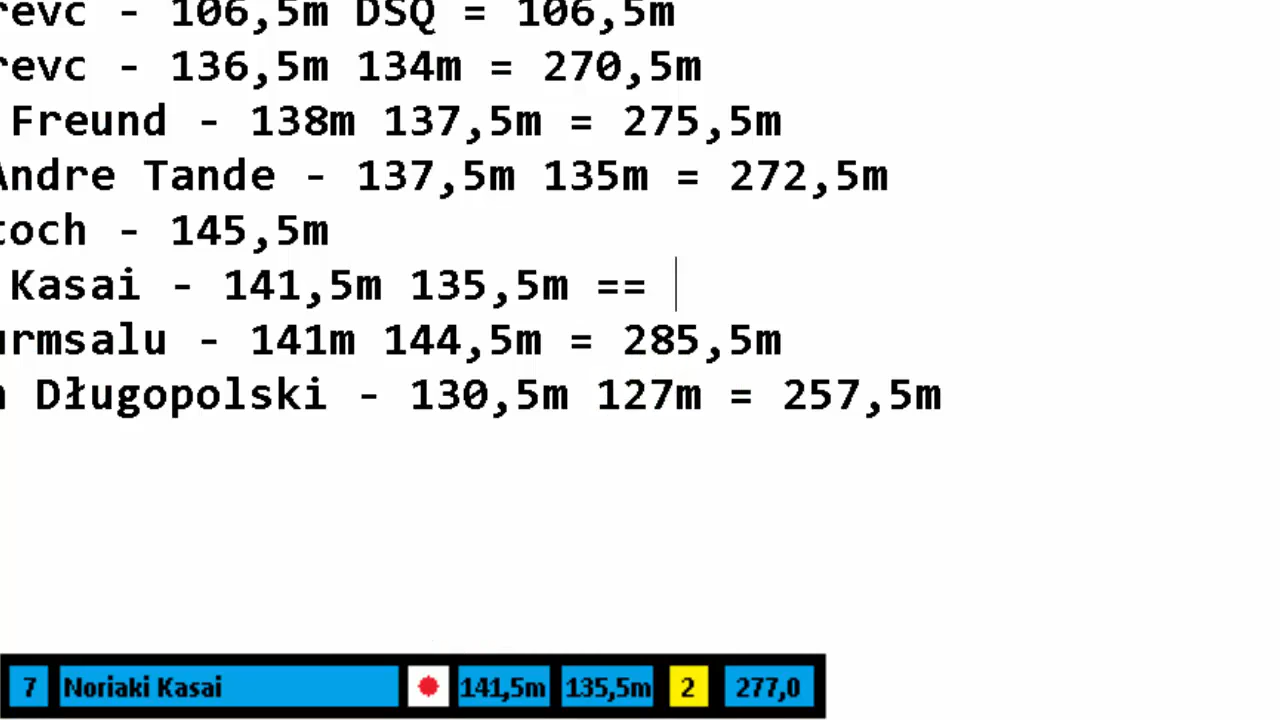 revc - 106,5m DSQ = 106,5m
revc - 136,5m 134m = 270,5m
Freund - 138m 137,5m = 275,5m
Andre Tande - 137,5m 135m = 272,5m
toch - 145,5m
Kasai - 141,5m 135,5m ==
urmsalu - 141m 144,5m = 285,5m
Długopolski - 130,5m 127m = 257,5m
7 Noriaki Kasai 141,5m 135,5m 2 277,0